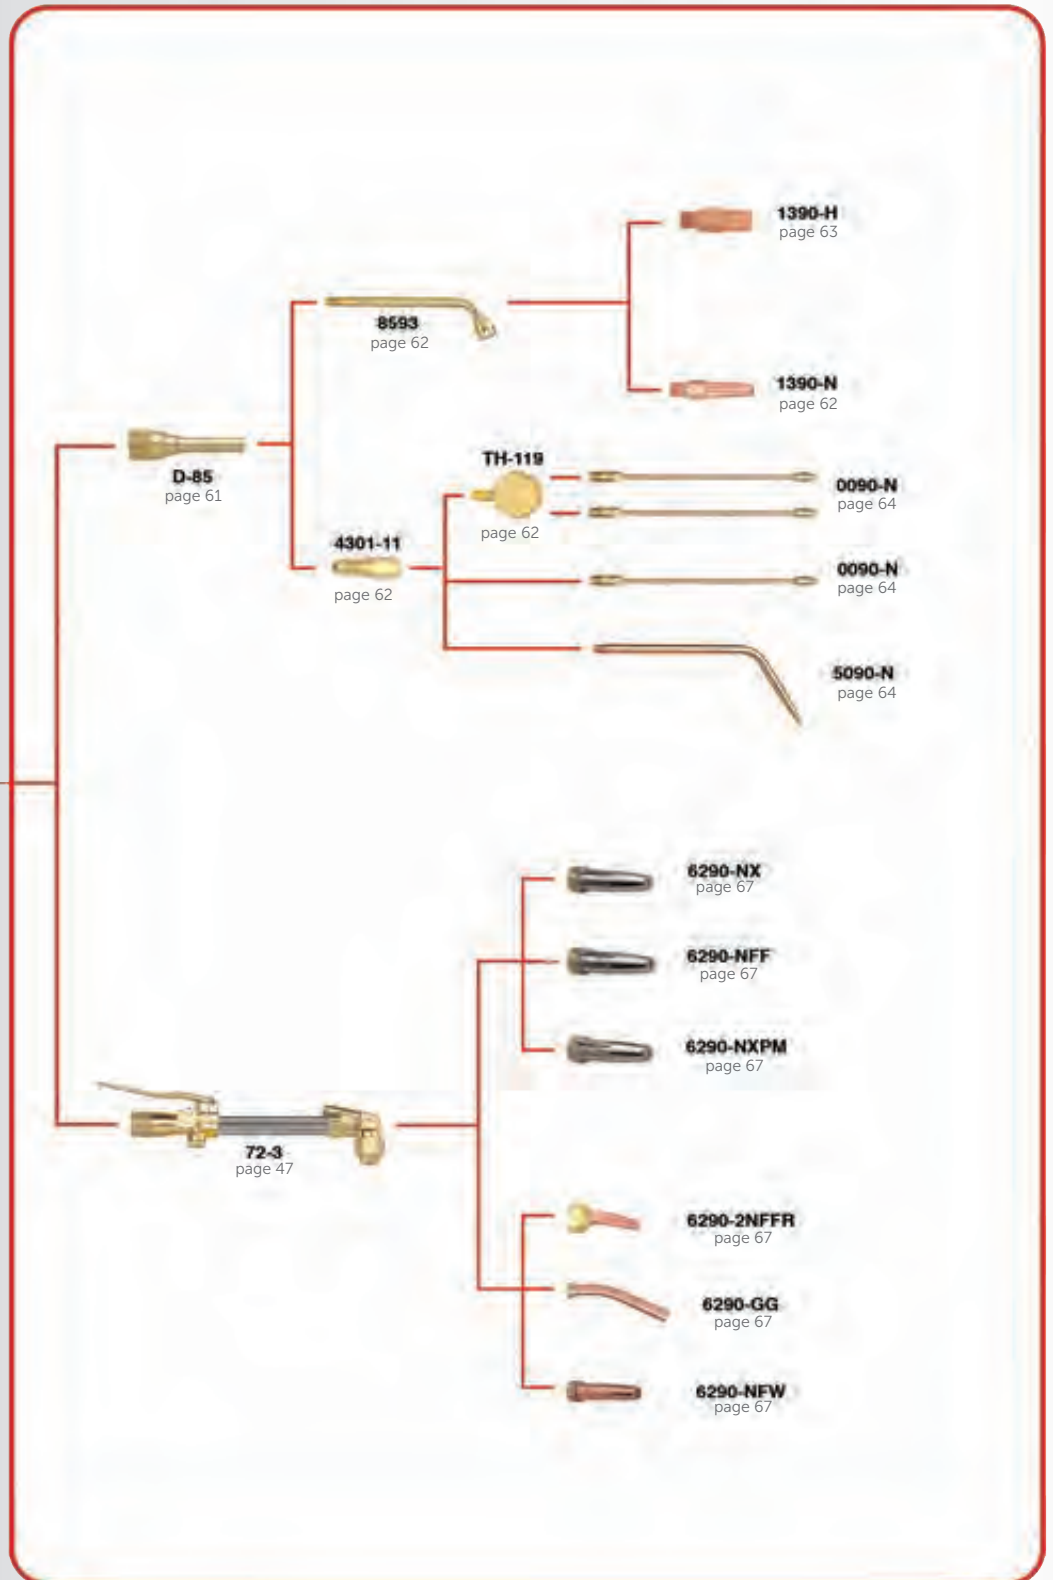 1390-H
page 63
8593
page 62
1390-N
page 62
D-85
page 61
TH-119
page 62
0090-N
page 64
4301-11
page 62
0090-N
page 64
5090-N
page 64
6290-NX
page 67
6290-NFF
page 67
6290-NXPM
page 67
72-3
page 47
6290-2NFFR
page 67
6290-GG
page 67
6290-NFW
page 67